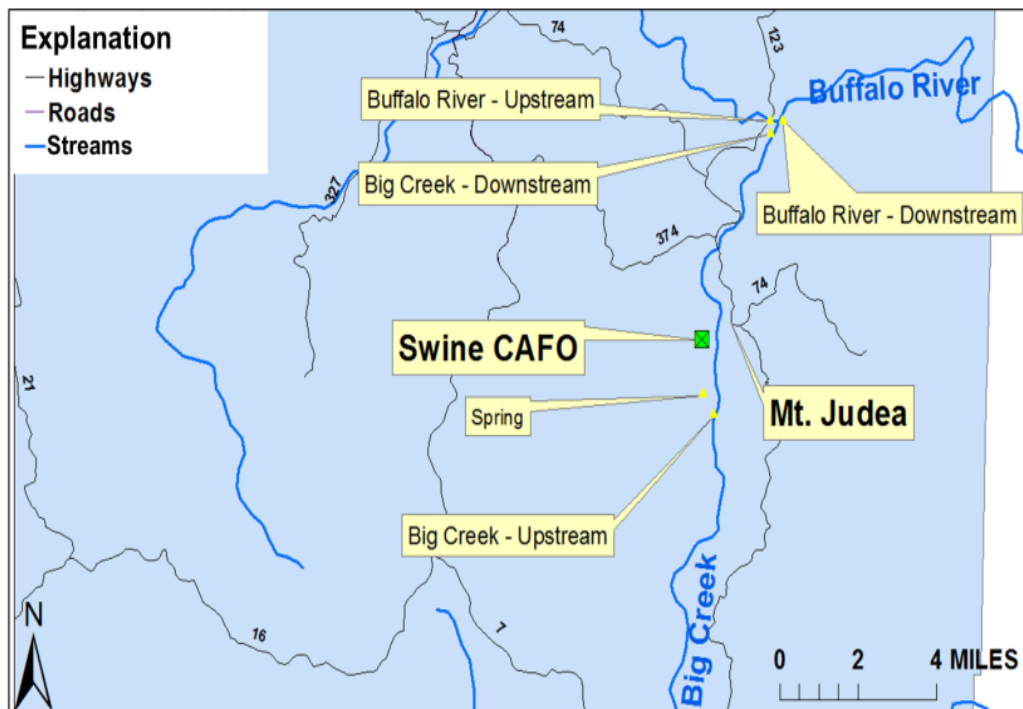 Explanation
Highways
Roads
Streams
74
123
Buffalo River - Upstream
Buffalo River
Big Creek - Downstream
327
Buffalo River - Downstream
374
74
Swine CAFO
21
Spring
Mt. Judea
Big Creek - Upstream
Big Creek
N
16
7
0 2 4 MILES